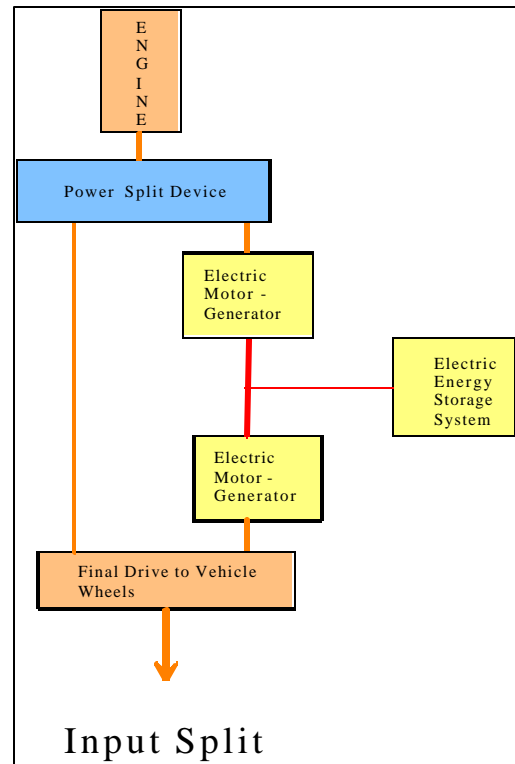 ENGINE
Power Split Device
Electric
Motor -
Generator
Electric
Energy
Storage
System
Electric
Motor -
Generator
Final Drive to Vehicle
Wheels
Input Split